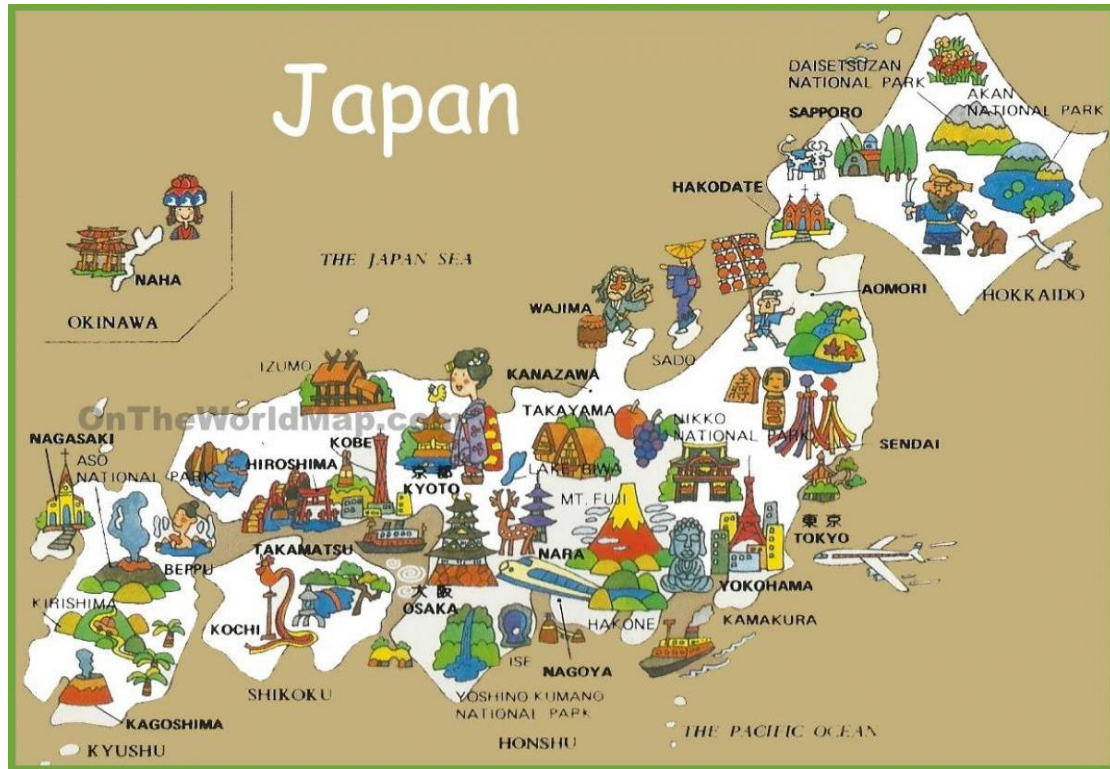 Japan
DAISETSUZAN
NATIONAL PARK
AKAN
NATIONAL PARK
SAPPORO
HAKODATE
NAHA
OKINAWA
THE JAPAN SEA
AOMORI
HOKKAIDO
WAJIMA
SADO
IZUMO
KANAZAWA
OnTheWorldMap.com
TAKAYAMA
NIKKO
NATIONAL PARK
SENDAI
NAGASAKI
ASO
NATIONAL PARK
KOBE
HIROSHIMA
京都
KYOTO
LAKE BIWA
MT. FUJI
東京
TOKYO
TAKAMATSU
NARA
BEPPU
YOKOHAMA
大阪
OSAKA
KIRISHIMA
KOCHI
HAKONE
KAMAKURA
ISE
NAGOYA
SHIKOKU
YOSHINO KUMANO
NATIONAL PARK
KAGOSHIMA
HONSHU
THE PACIFIC OCEAN
KYUSHU